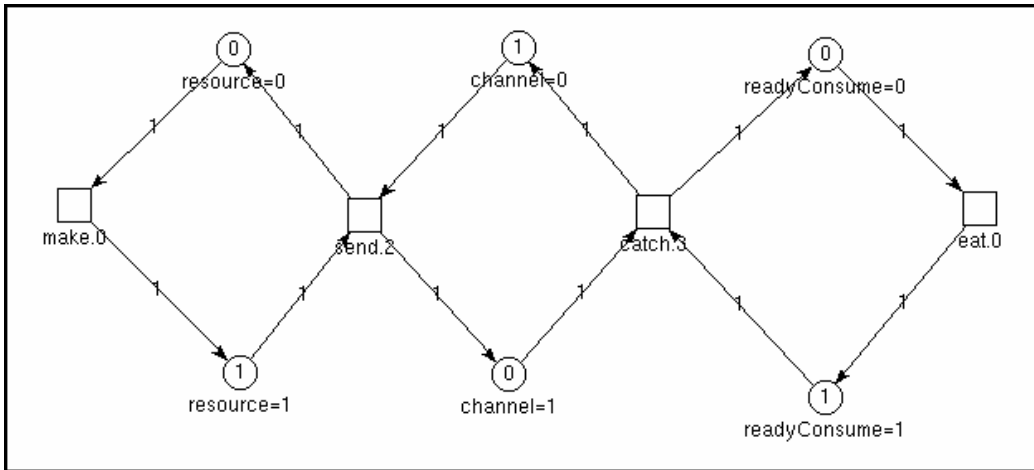 0
resource=0
1
channel=0
0
readyConsume=0
1
1
1
1
1
1
make.0
send.2
catch.3
eat.0
1
1
1
1
1
1
1
resource=1
0
channel=1
1
readyConsume=1